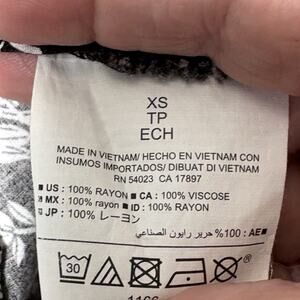 XS
TP
ECH
MADE IN VIETNAM/ HECHO EN VIETNAM CON
INSUMOS IMPORTADOS/ DIBUAT DI VIETNAM
RN 54023 CA 17897
■ US : 100% RAYON ■ CA : 100% VISCOSE
■ MX : 100% rayon ■ ID : 100% RAYON
■ JP : 100% レーヨン
■ AE : 100% حرير رايون الصناعي
30